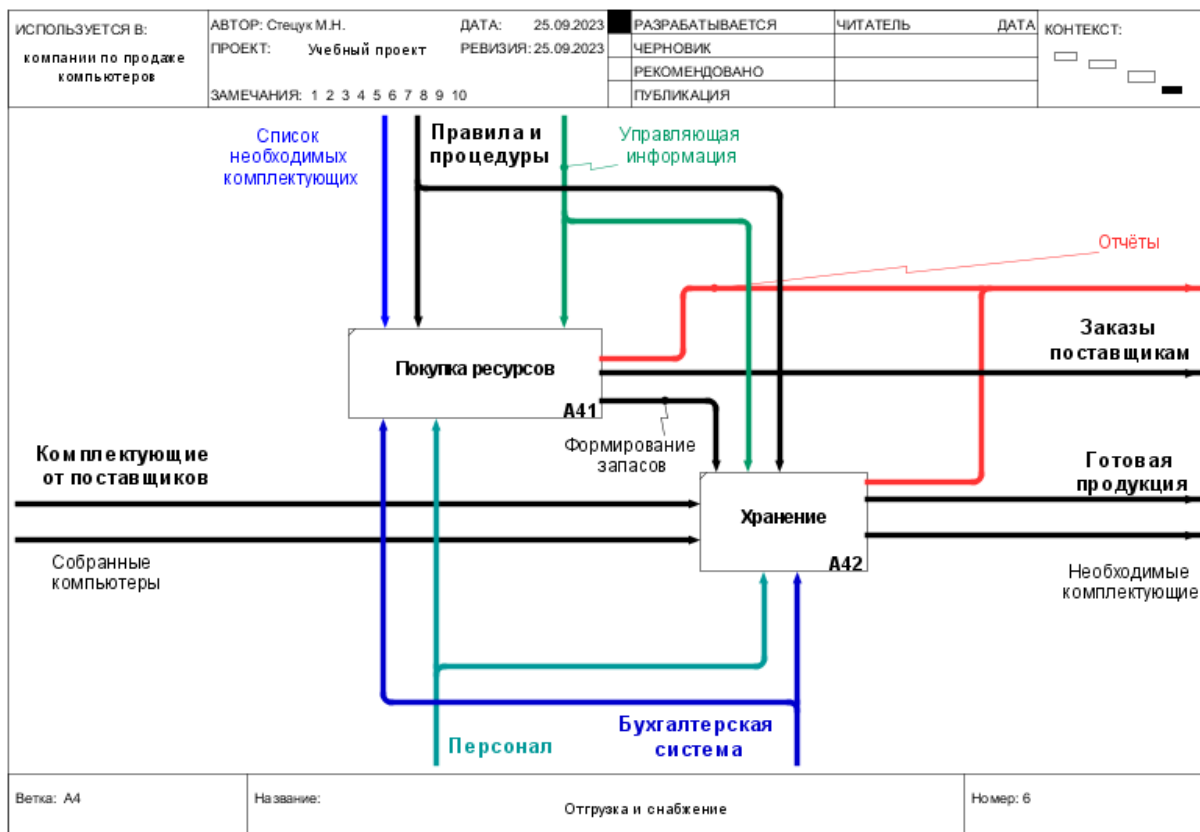 ИСПОЛЬЗУЕТСЯ В:
компании по продаже
компьютеров
АВТОР: Стецук М.Н.
ДАТА: 25.09.2023
ПРОЕКТ: Учебный проект
РЕВИЗИЯ: 25.09.2023
ЗАМЕЧАНИЯ: 1 2 3 4 5 6 7 8 9 10
РАЗРАБАТЫВАЕТСЯ
ЧЕРНОВИК
РЕКОМЕНДОВАНО
ПУБЛИКАЦИЯ
ЧИТАТЕЛЬ
ДАТА
КОНТЕКСТ:
Список
необходимых
комплектующих
Правила и
процедуры
Управляющая
информация
Отчёты
Заказы
поставщикам
Покупка ресурсов
A41
Формирование
запасов
Комплектующие
от поставщиков
Готовая
продукция
Хранение
A42
Собранные
компьютеры
Необходимые
комплектующие
Персонал
Бухгалтерская
система
Ветка: A4
Название:
Отгрузка и снабжение
Номер: 6